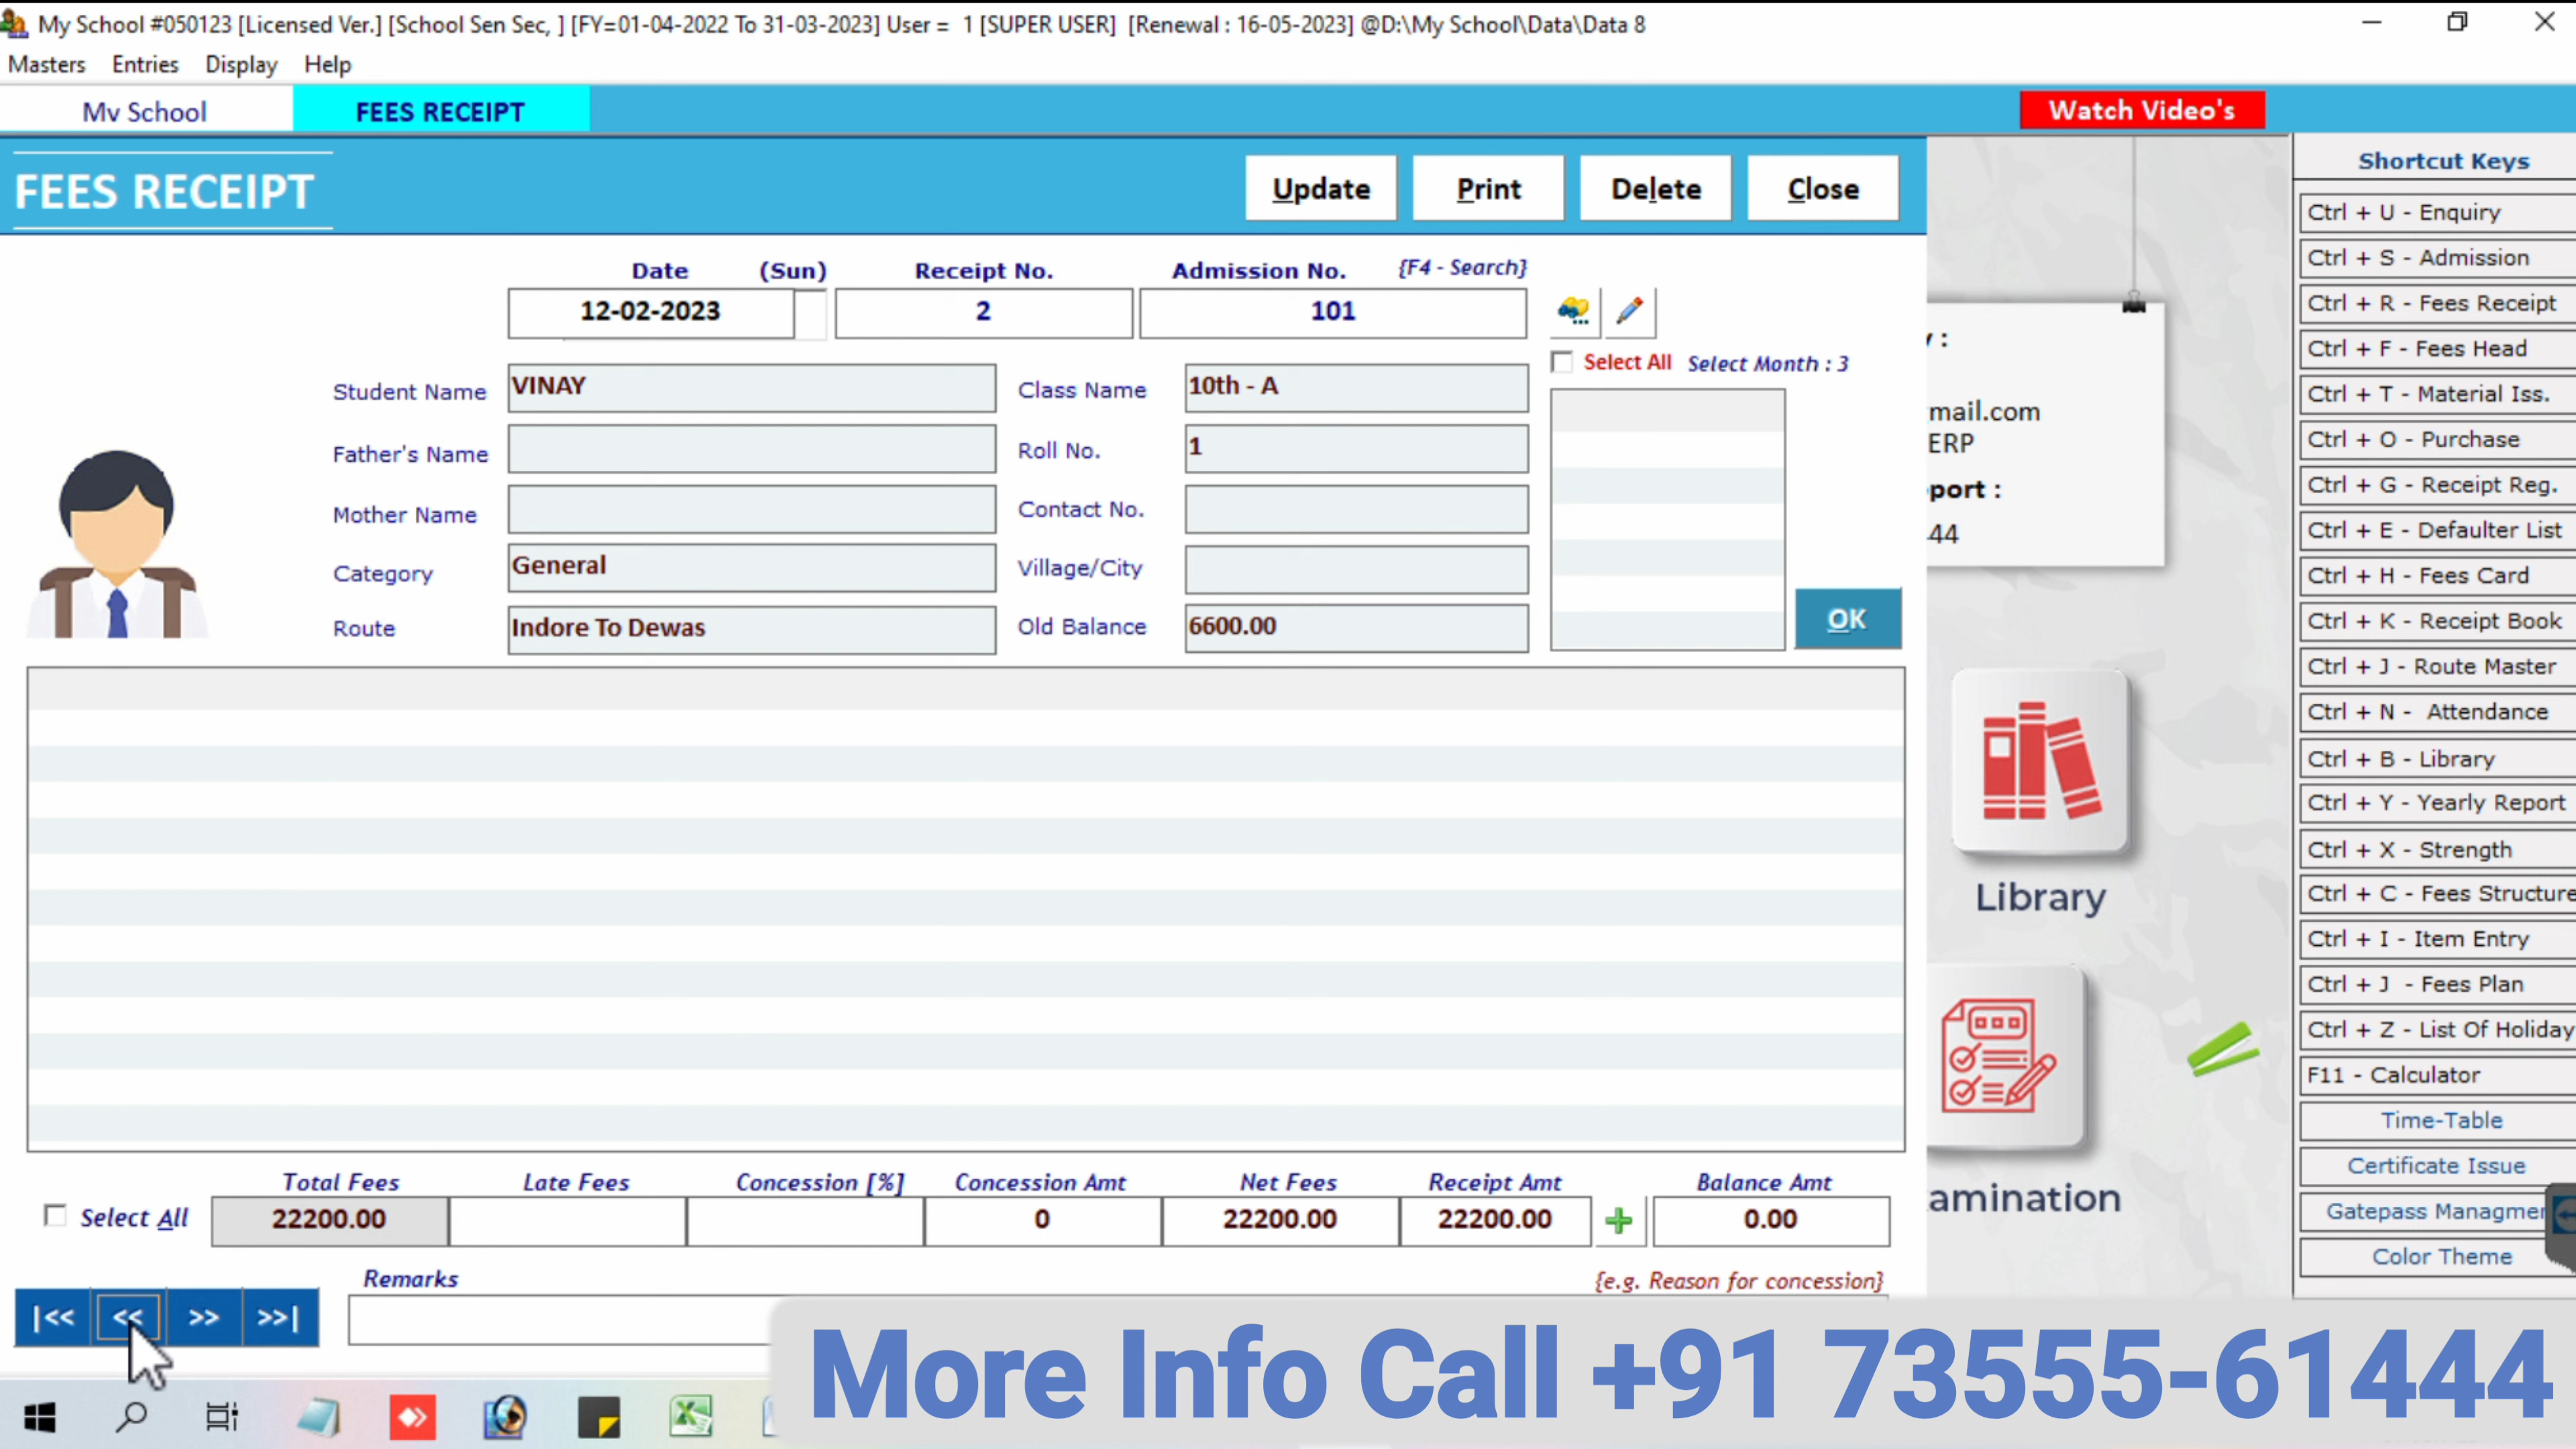 My School #050123 [Licensed Ver.] [School Sen Sec, ] [FY=01-04-2022 To 31-03-2023] User = 1 [SUPER USER] [Renewal : 16-05-2023] @D:\My School\Data\Data 8
Masters Entries Display Help
My School FEES RECEIPT Watch Video's
FEES RECEIPT Update Print Delete Close
Date (Sun) Receipt No. Admission No. {F4 - Search}
12-02-2023 2 101
Select All Select Month : 3
Student Name VINAY Class Name 10th - A
Father's Name Roll No. 1
Mother Name Contact No.
Category General Village/City
Route Indore To Dewas Old Balance 6600.00
OK
y :
mail.com
ERP
port :
44
Library
amination
Total Fees Late Fees Concession [%] Concession Amt Net Fees Receipt Amt Balance Amt
Select All 22200.00 0 22200.00 22200.00 0.00
Remarks {e.g. Reason for concession}
|<< << >> >>|
Shortcut Keys
Ctrl + U - Enquiry
Ctrl + S - Admission
Ctrl + R - Fees Receipt
Ctrl + F - Fees Head
Ctrl + T - Material Iss.
Ctrl + O - Purchase
Ctrl + G - Receipt Reg.
Ctrl + E - Defaulter List
Ctrl + H - Fees Card
Ctrl + K - Receipt Book
Ctrl + J - Route Master
Ctrl + N - Attendance
Ctrl + B - Library
Ctrl + Y - Yearly Report
Ctrl + X - Strength
Ctrl + C - Fees Structure
Ctrl + I - Item Entry
Ctrl + J - Fees Plan
Ctrl + Z - List Of Holiday
F11 - Calculator
Time-Table
Certificate Issue
Gatepass Managmer
Color Theme
More Info Call +91 73555-61444